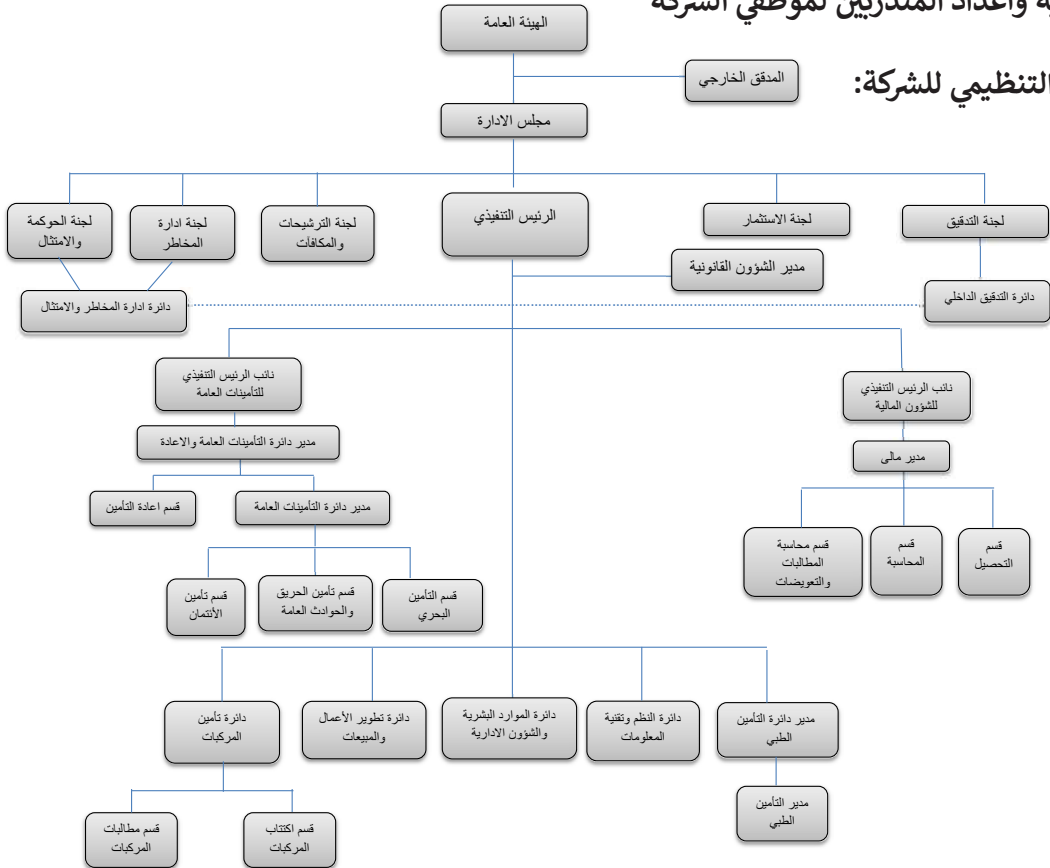 واعداد المتدربين لموظفي الشركة
التنظيمي للشركة:
الهيئة العامة
المدقق الخارجي
مجلس الادارة
لجنة التدقيق
لجنة الاستثمار
الرئيس التنفيذي
لجنة الترشيحات
والمكافات
لجنة ادارة
المخاطر
لجنة الحوكمة
والامتثال
مدير الشؤون القانونية
دائرة التدقيق الداخلي
دائرة ادارة المخاطر والامتثال
نائب الرئيس التنفيذي
للشؤون المالية
نائب الرئيس التنفيذي
للتأمينات العامة
مدير مالى
مدير دائرة التأمينات العامة والاعادة
مدير دائرة التأمينات العامة
قسم اعادة التأمين
قسم
التحصيل
قسم
المحاسبة
قسم محاسبة
المطالبات
والتعويضات
قسم التأمين
البحري
قسم تأمين الحريق
والحوادث العامة
قسم تأمين
الأئتمان
مدير دائرة التأمين
الطبي
دائرة النظم وتقنية
المعلومات
دائرة الموارد البشرية
والشؤون الادارية
دائرة تطوير الأعمال
والمبيعات
دائرة تأمين
المركبات
مدير التأمين
الطبي
قسم اكتتاب
المركبات
قسم مطالبات
المركبات